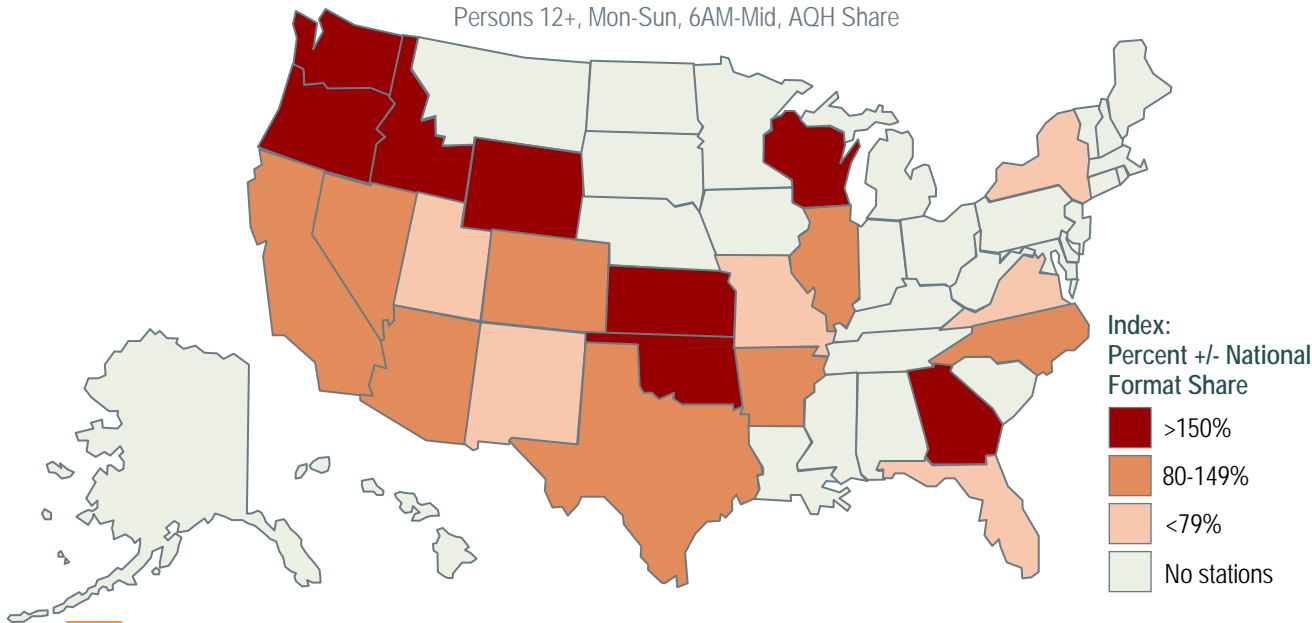 Persons 12+, Mon-Sun, 6AM-Mid, AQH Share
Index:
Percent +/- National
Format Share
>150%
80-149%
<79%
No stations